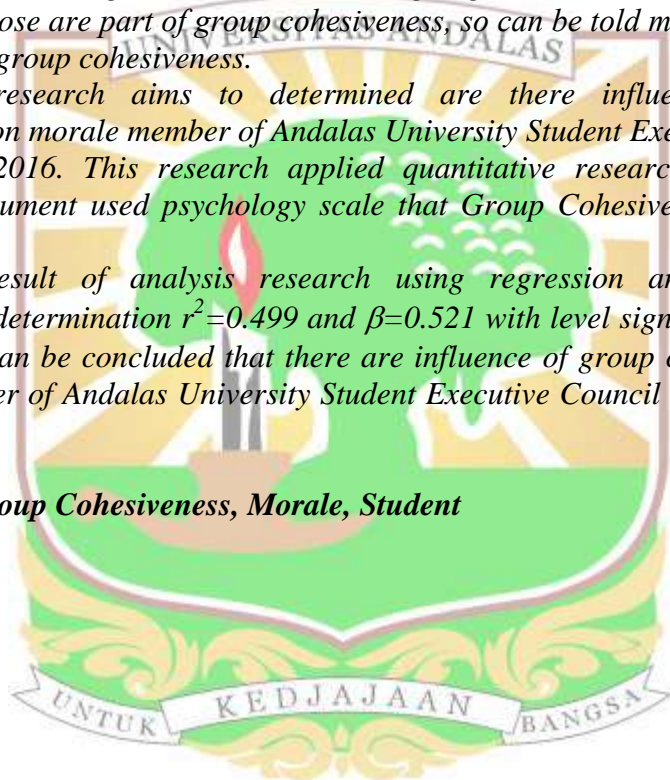 ose are part of group cohesiveness, so can be told m
UNIVERSITAS ANDALAS
group cohesiveness.
research aims to determined are there influe
on morale member of Andalas University Student Exe
2016. This research applied quantitative researc
ument used psychology scale that Group Cohesive
esult of analysis research using regression an
determination r²=0.499 and β=0.521 with level sign
an be concluded that there are influence of group c
er of Andalas University Student Executive Council
oup Cohesiveness, Morale, Student
UNTUK KEDJAJAAN BANGSA